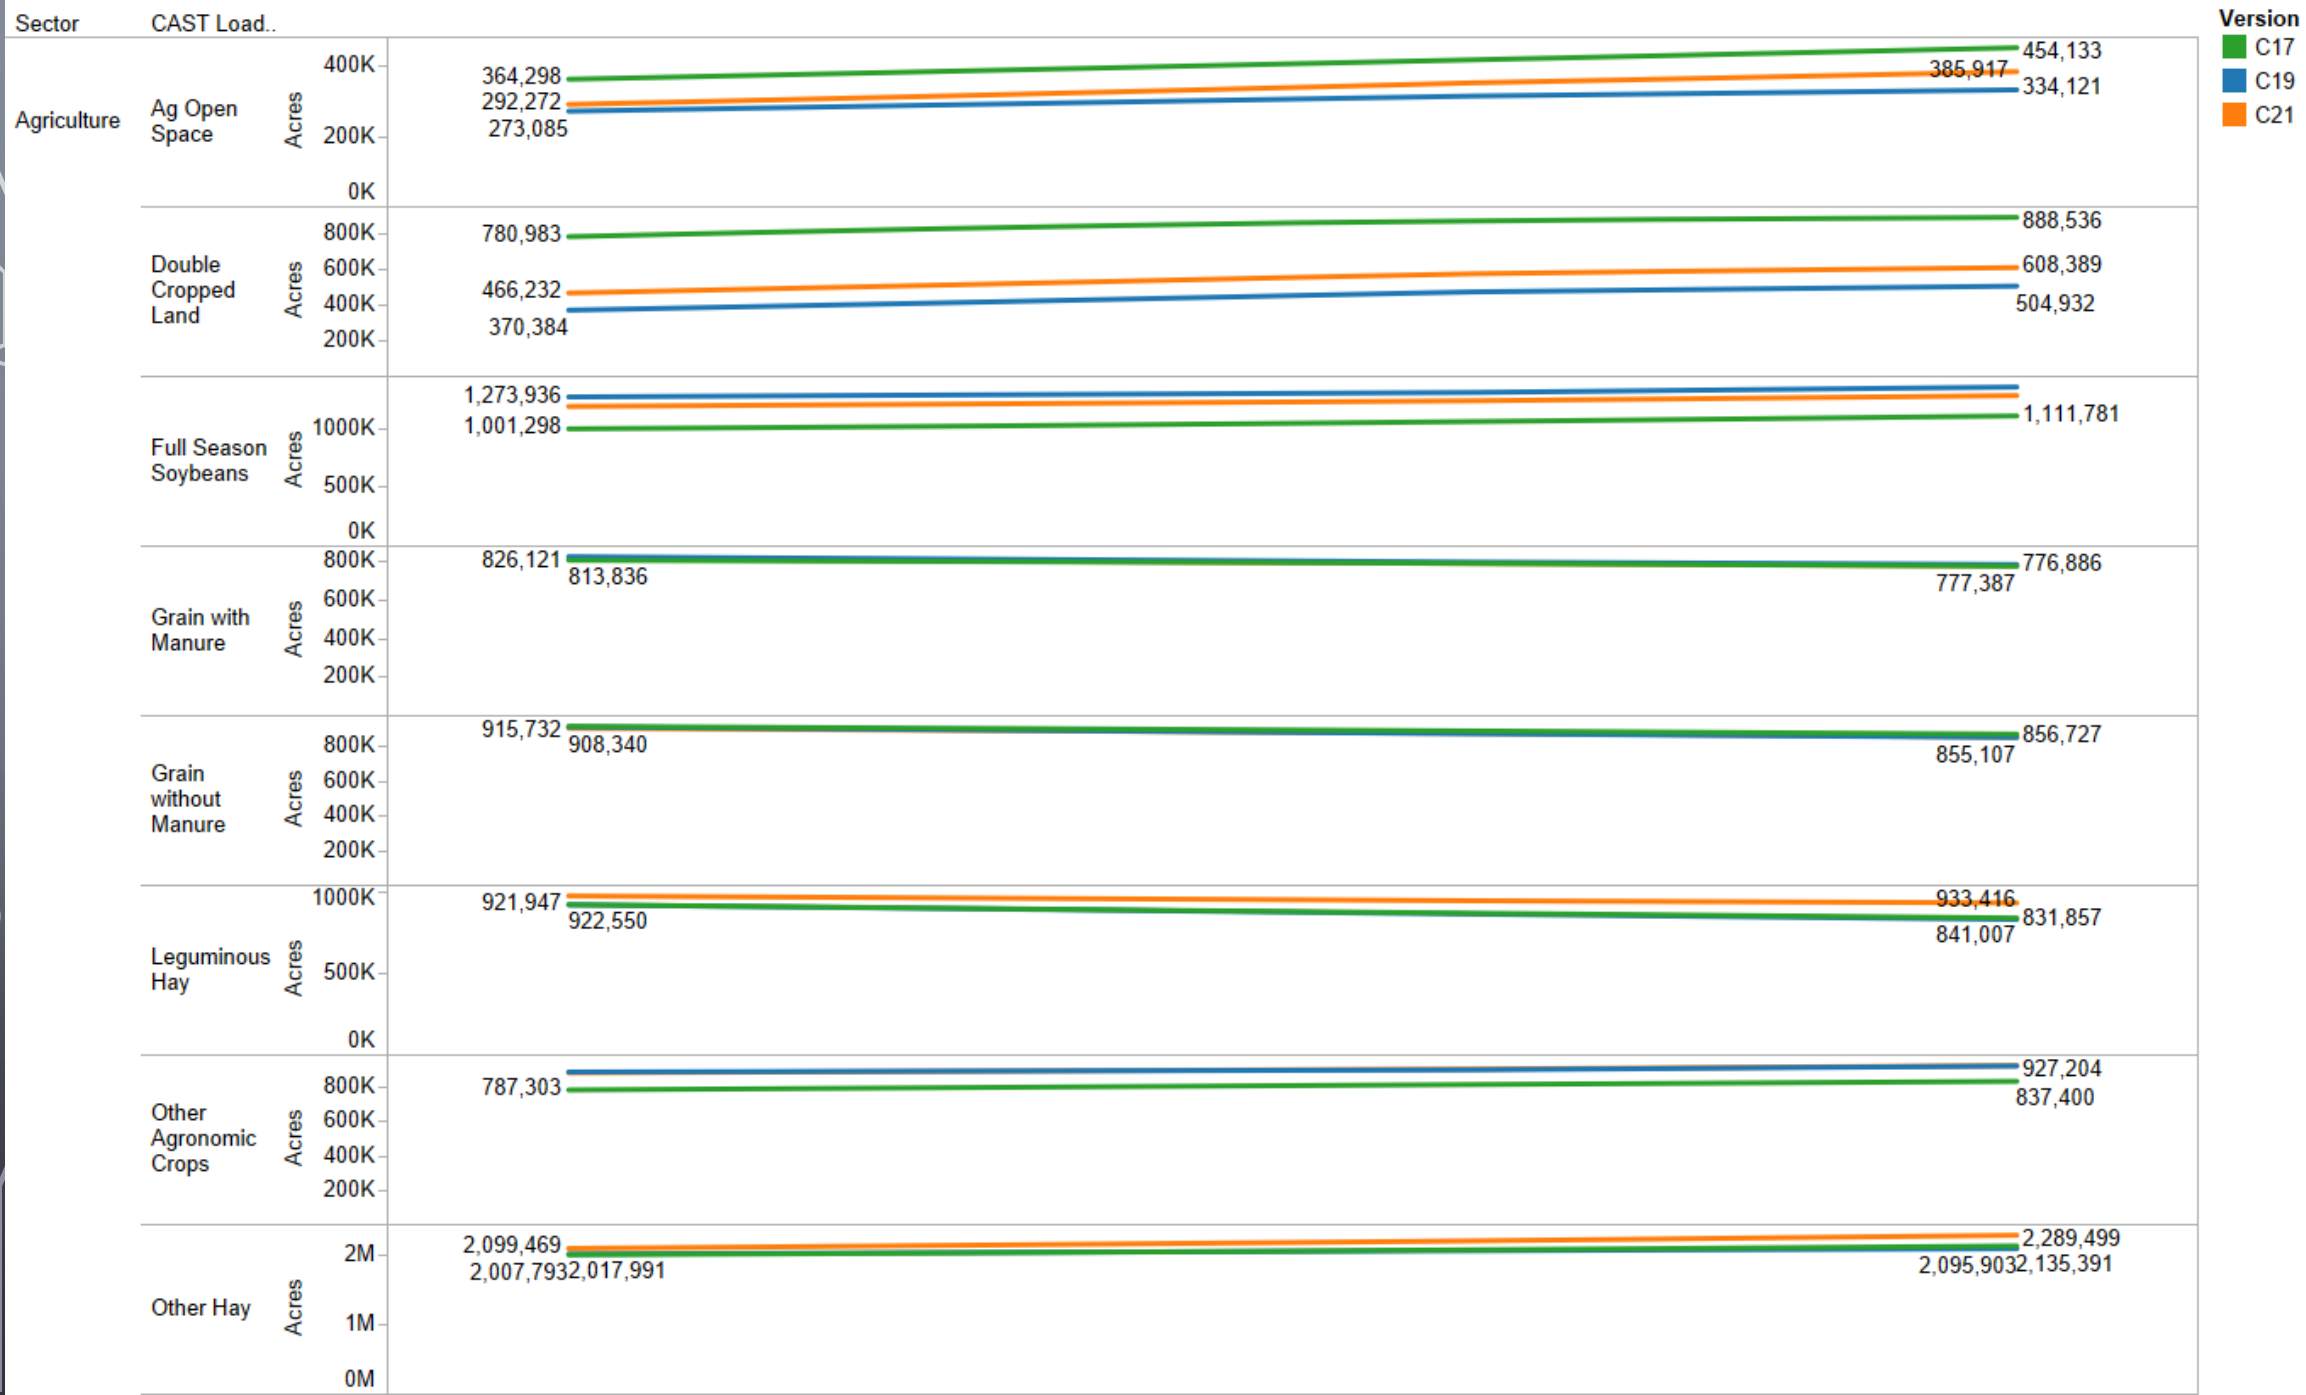 Sector CAST Load..
Version
C17
C19
C21
Agriculture
Ag Open
Space
Acres
400K
200K
0K
364,298
292,272
273,085
454,133
385,917
334,121
Double
Cropped
Land
Acres
800K
600K
400K
200K
780,983
466,232
370,384
888,536
608,389
504,932
Full Season
Soybeans
Acres
1000K
500K
0K
1,273,936
1,001,298
1,111,781
Grain with
Manure
Acres
800K
600K
400K
200K
826,121
813,836
776,886
777,387
Grain
without
Manure
Acres
800K
600K
400K
200K
915,732
908,340
856,727
855,107
Leguminous
Hay
Acres
1000K
500K
0K
921,947
922,550
933,416
831,857
841,007
Other
Agronomic
Crops
Acres
800K
600K
400K
200K
787,303
927,204
837,400
Other Hay
Acres
2M
1M
0M
2,099,469
2,007,793 2,017,991
2,289,499
2,095,903 2,135,391